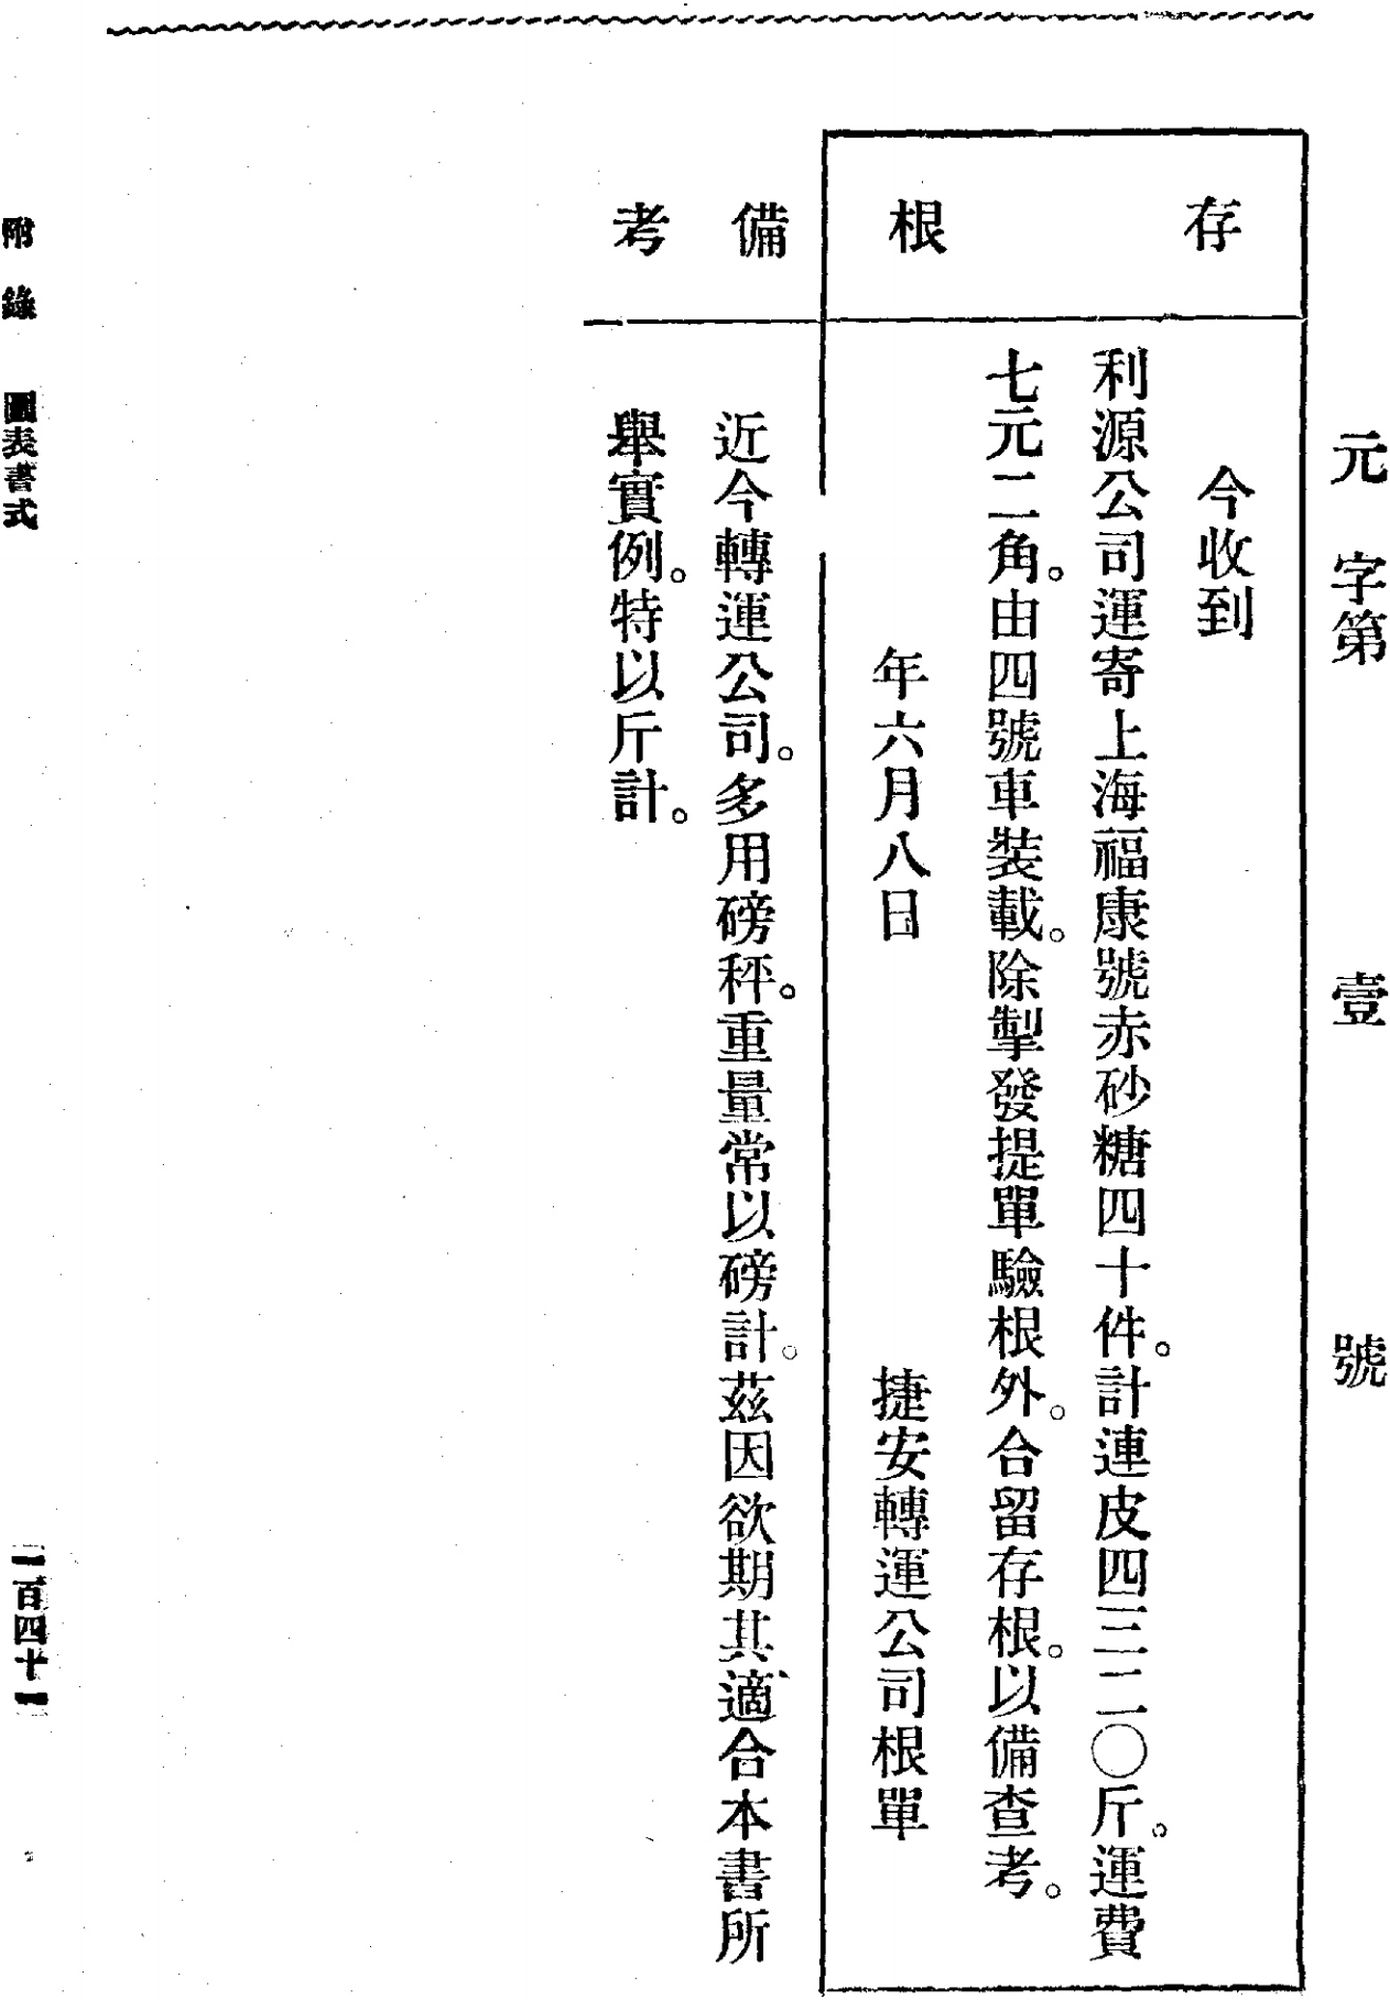 元字第壹號
存根
今收到
利源公司運寄上海福康號赤砂糖四十件。計連皮四三二〇斤。運費
七元二角。由四號車裝載。除掣發提單驗根外。合留存根。以備查考。
年六月八日 捷安轉運公司根單
備考
近今轉運公司。多用磅秤。重量常以磅計。茲因欲期其適合本書所
舉實例。特以斤計。
附錄 圖表書式
一百四十一